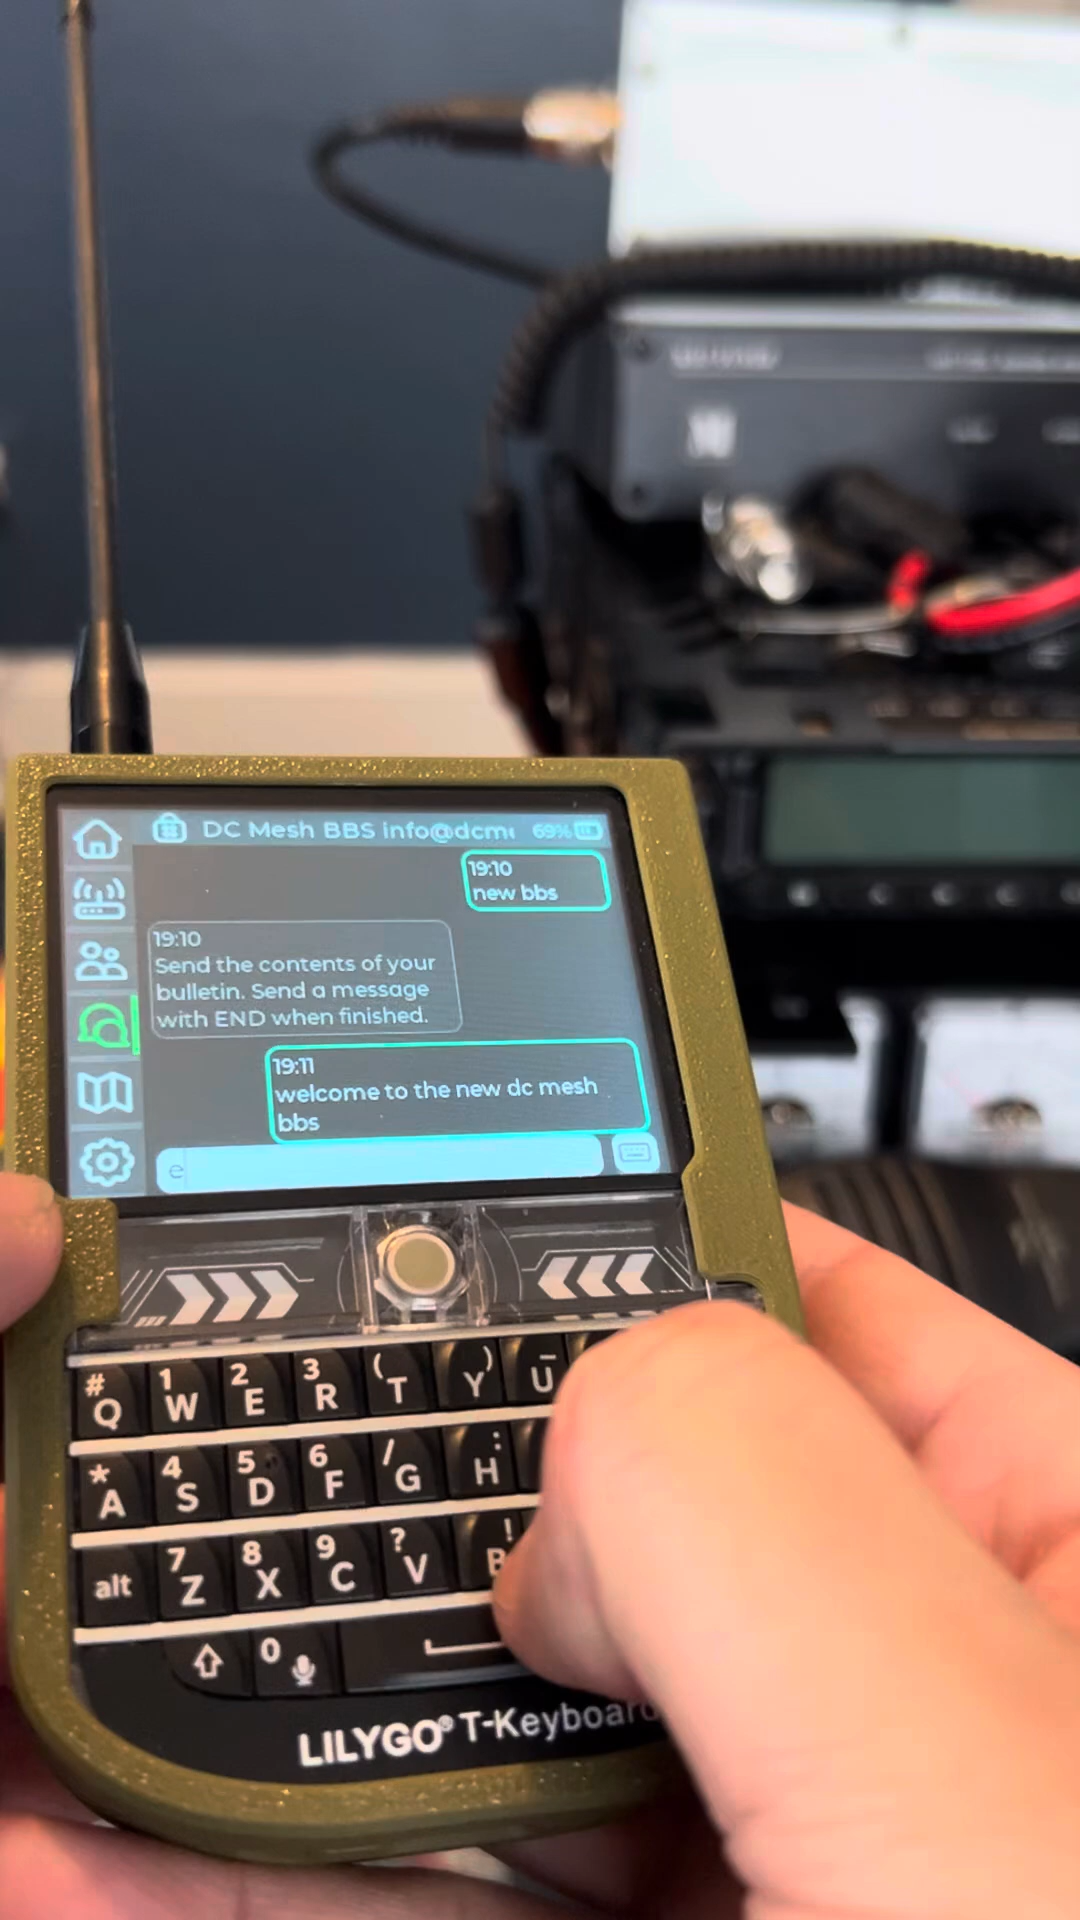 DC Mesh BBS info@dcm
69%
19:10
new bbs
19:10
Send the contents of your
bulletin. Send a message
with END when finished.
19:11
welcome to the new dc mesh
bbs
e
# Q 1 W 2 E 3 R ( T ) Y _ U
* A 4 S 5 D 6 F / G : H
alt 7 Z 8 X 9 C ? V ! B
0
LILYGO® T-Keyboard